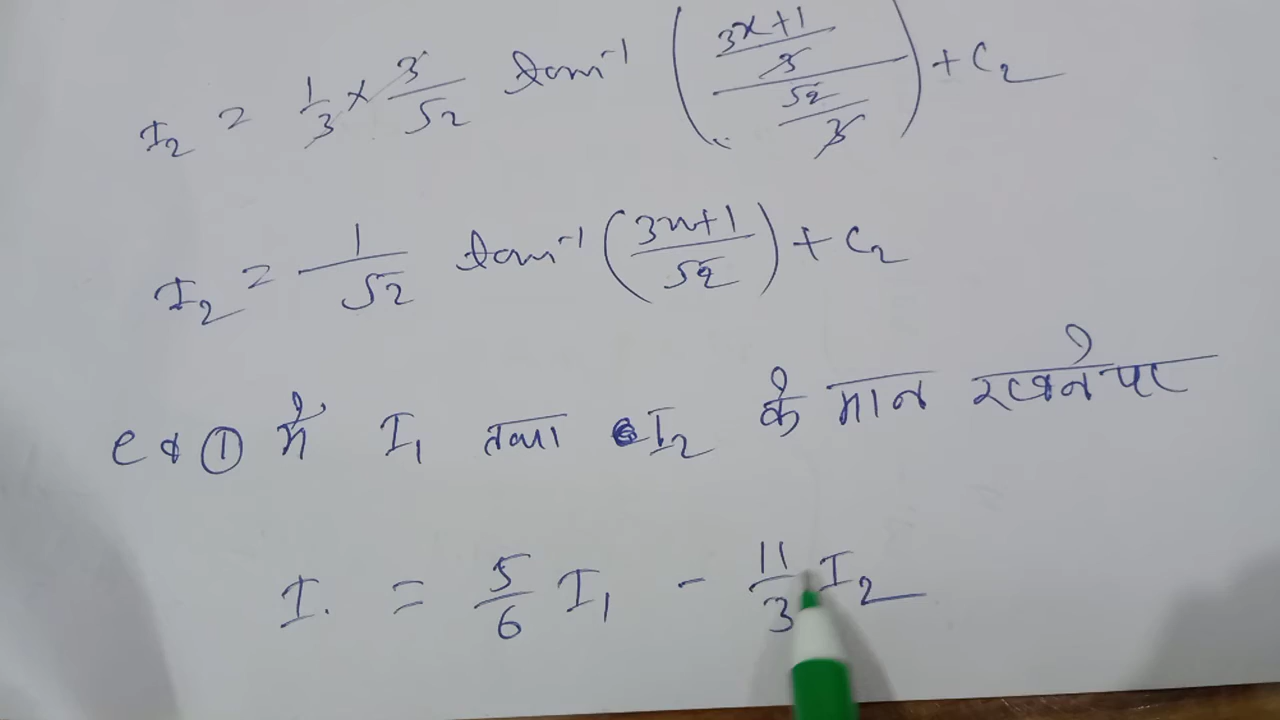 I₂ = 1/3 × 3/√2 tan⁻¹ ( (3x+1)/3 / √2/3 ) + C₂
I₂ = 1/√2 tan⁻¹ ( (3x+1)/√2 ) + C₂
eq ① में I₁ तथा I₂ के मान रखने पर
I. = 5/6 I₁ - 11/3 I₂